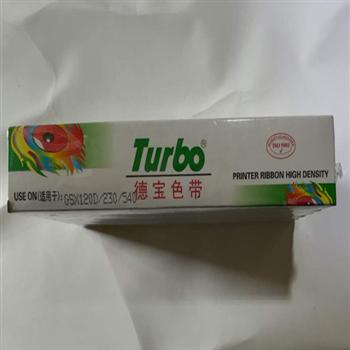 Turbo®
德宝色带
USE ON(适用于):GSX120D/230/540
PRINTER RIBBON HIGH DENSITY